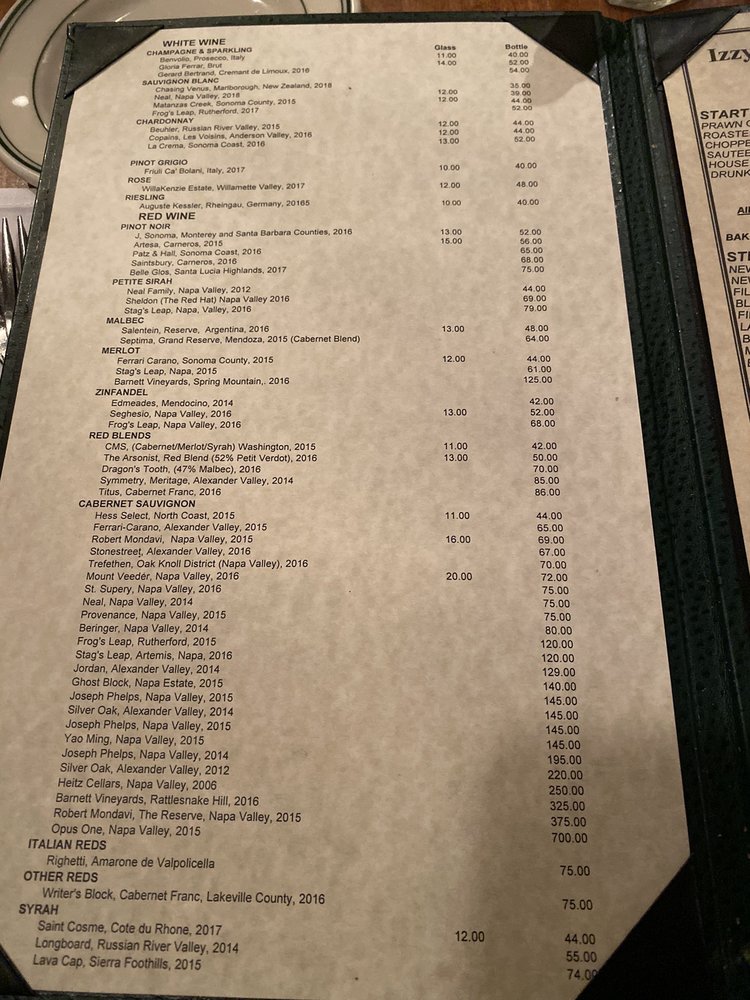 WHITE WINE
Glass Bottle
CHAMPAGNE & SPARKLING
Benvolio, Prosecco, Italy 11.00 40.00
Gloria Ferrar, Brut 14.00 52.00
Gerard Bertrand, Cremant de Limoux, 2016 54.00
SAUVIGNON BLANC
Chasing Venus, Marlborough, New Zealand, 2018 35.00
Neal, Napa Valley, 2018 12.00 39.00
Matanzas Creek, Sonoma County, 2015 12.00 44.00
Frog's Leap, Rutherford, 2017 52.00
CHARDONNAY
Beuhler, Russian River Valley, 2015 12.00 44.00
Copains, Les Voisins, Anderson Valley, 2016 12.00 44.00
La Crema, Sonoma Coast, 2016 13.00 52.00
PINOT GRIGIO
Friuli Ca' Bolani, Italy, 2017 10.00 40.00
ROSE
WillaKenzie Estate, Willamette Valley, 2017 12.00 48.00
RIESLING
Auguste Kessler, Rheingau, Germany, 20165 10.00 40.00
RED WINE
PINOT NOIR
J, Sonoma, Monterey and Santa Barbara Counties, 2016 13.00 52.00
Artesa, Carneros, 2015 15.00 56.00
Patz & Hall, Sonoma Coast, 2016 65.00
Saintsbury, Carneros, 2016 68.00
Belle Glos, Santa Lucia Highlands, 2017 75.00
PETITE SIRAH
Neal Family, Napa Valley, 2012 44.00
Sheldon (The Red Hat) Napa Valley 2016 69.00
Stag's Leap, Napa, Valley, 2016 79.00
MALBEC
Salentein, Reserve, Argentina, 2016 13.00 48.00
Septima, Grand Reserve, Mendoza, 2015 (Cabernet Blend) 64.00
MERLOT
Ferrari Carano, Sonoma County, 2015 12.00 44.00
Stag's Leap, Napa, 2015 61.00
Barnett Vineyards, Spring Mountain,. 2016 125.00
ZINFANDEL
Edmeades, Mendocino, 2014 42.00
Seghesio, Napa Valley, 2016 13.00 52.00
Frog's Leap, Napa Valley, 2016 68.00
RED BLENDS
CMS, (Cabernet/Merlot/Syrah) Washington, 2015 11.00 42.00
The Arsonist, Red Blend (52% Petit Verdot), 2016 13.00 50.00
Dragon's Tooth, (47% Malbec), 2016 70.00
Symmetry, Meritage, Alexander Valley, 2014 85.00
Titus, Cabernet Franc, 2016 86.00
CABERNET SAUVIGNON
Hess Select, North Coast, 2015 11.00 44.00
Ferrari-Carano, Alexander Valley, 2015 65.00
Robert Mondavi, Napa Valley, 2015 16.00 69.00
Stonestreet, Alexander Valley, 2016 67.00
Trefethen, Oak Knoll District (Napa Valley), 2016 70.00
Mount Veeder, Napa Valley, 2016 20.00 72.00
St. Supery, Napa Valley, 2016 75.00
Neal, Napa Valley, 2014 75.00
Provenance, Napa Valley, 2015 75.00
Beringer, Napa Valley, 2014 80.00
Frog's Leap, Rutherford, 2015 120.00
Stag's Leap, Artemis, Napa, 2016 120.00
Jordan, Alexander Valley, 2014 129.00
Ghost Block, Napa Estate, 2015 140.00
Joseph Phelps, Napa Valley, 2015 145.00
Silver Oak, Alexander Valley, 2014 145.00
Joseph Phelps, Napa Valley, 2015 145.00
Yao Ming, Napa Valley, 2015 145.00
Joseph Phelps, Napa Valley, 2014 195.00
Silver Oak, Alexander Valley, 2012 220.00
Heitz Cellars, Napa Valley, 2006 250.00
Barnett Vineyards, Rattlesnake Hill, 2016 325.00
Robert Mondavi, The Reserve, Napa Valley, 2015 375.00
Opus One, Napa Valley, 2015 700.00
ITALIAN REDS
Righetti, Amarone de Valpolicella 75.00
OTHER REDS
Writer's Block, Cabernet Franc, Lakeville County, 2016 75.00
SYRAH
Saint Cosme, Cote du Rhone, 2017 12.00 44.00
Longboard, Russian River Valley, 2014 55.00
Lava Cap, Sierra Foothills, 2015 74.00
Izzy
START
PRAWN
ROASTE
CHOPPE
SAUTEE
HOUSE
DRUNK
BAK